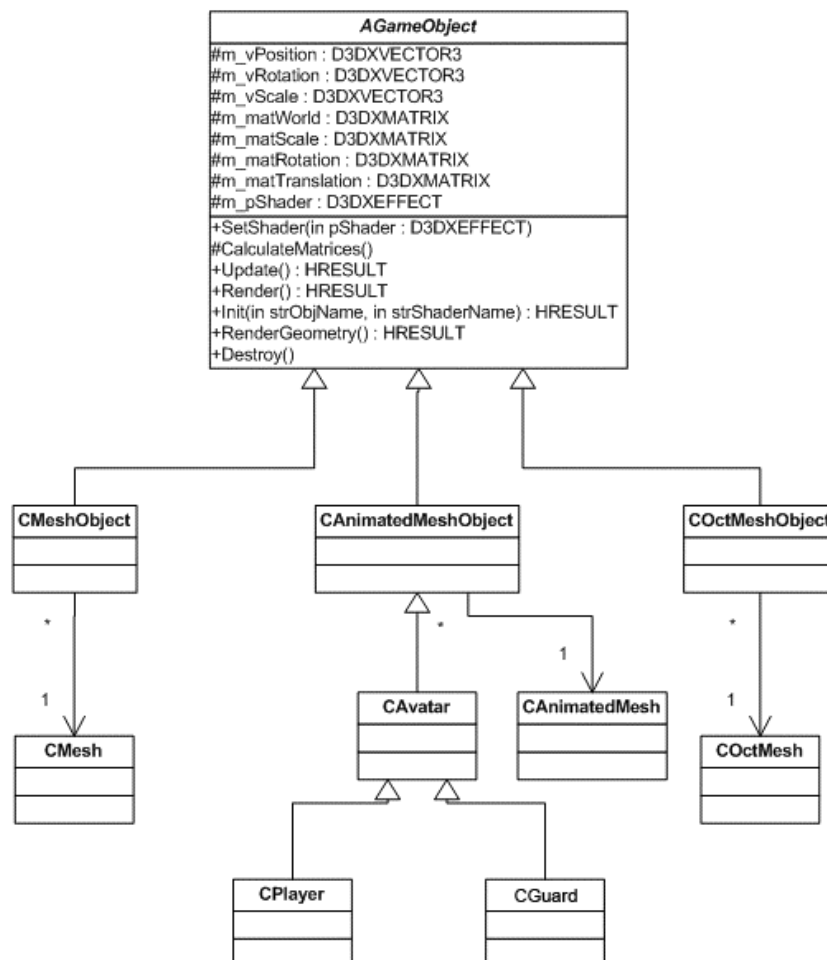 AGameObject
#m_vPosition : D3DXVECTOR3
#m_vRotation : D3DXVECTOR3
#m_vScale : D3DXVECTOR3
#m_matWorld : D3DXMATRIX
#m_matScale : D3DXMATRIX
#m_matRotation : D3DXMATRIX
#m_matTranslation : D3DXMATRIX
#m_pShader : D3DXEFFECT
+SetShader(in pShader : D3DXEFFECT)
#CalculateMatrices()
+Update() : HRESULT
+Render() : HRESULT
+Init(in strObjName, in strShaderName) : HRESULT
+RenderGeometry() : HRESULT
+Destroy()
CMeshObject
CAnimatedMeshObject
COctMeshObject
*
*
*
1
1
1
CAvatar
CAnimatedMesh
CMesh
COctMesh
CPlayer
CGuard